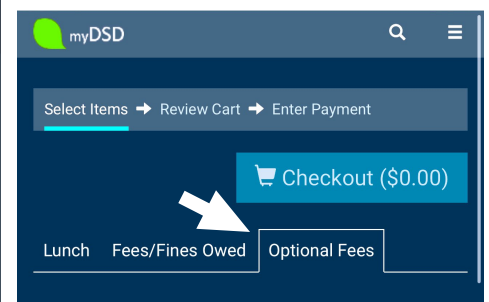 myDSD
Select Items ➔ Review Cart ➔ Enter Payment
Checkout ($0.00)
Lunch Fees/Fines Owed Optional Fees